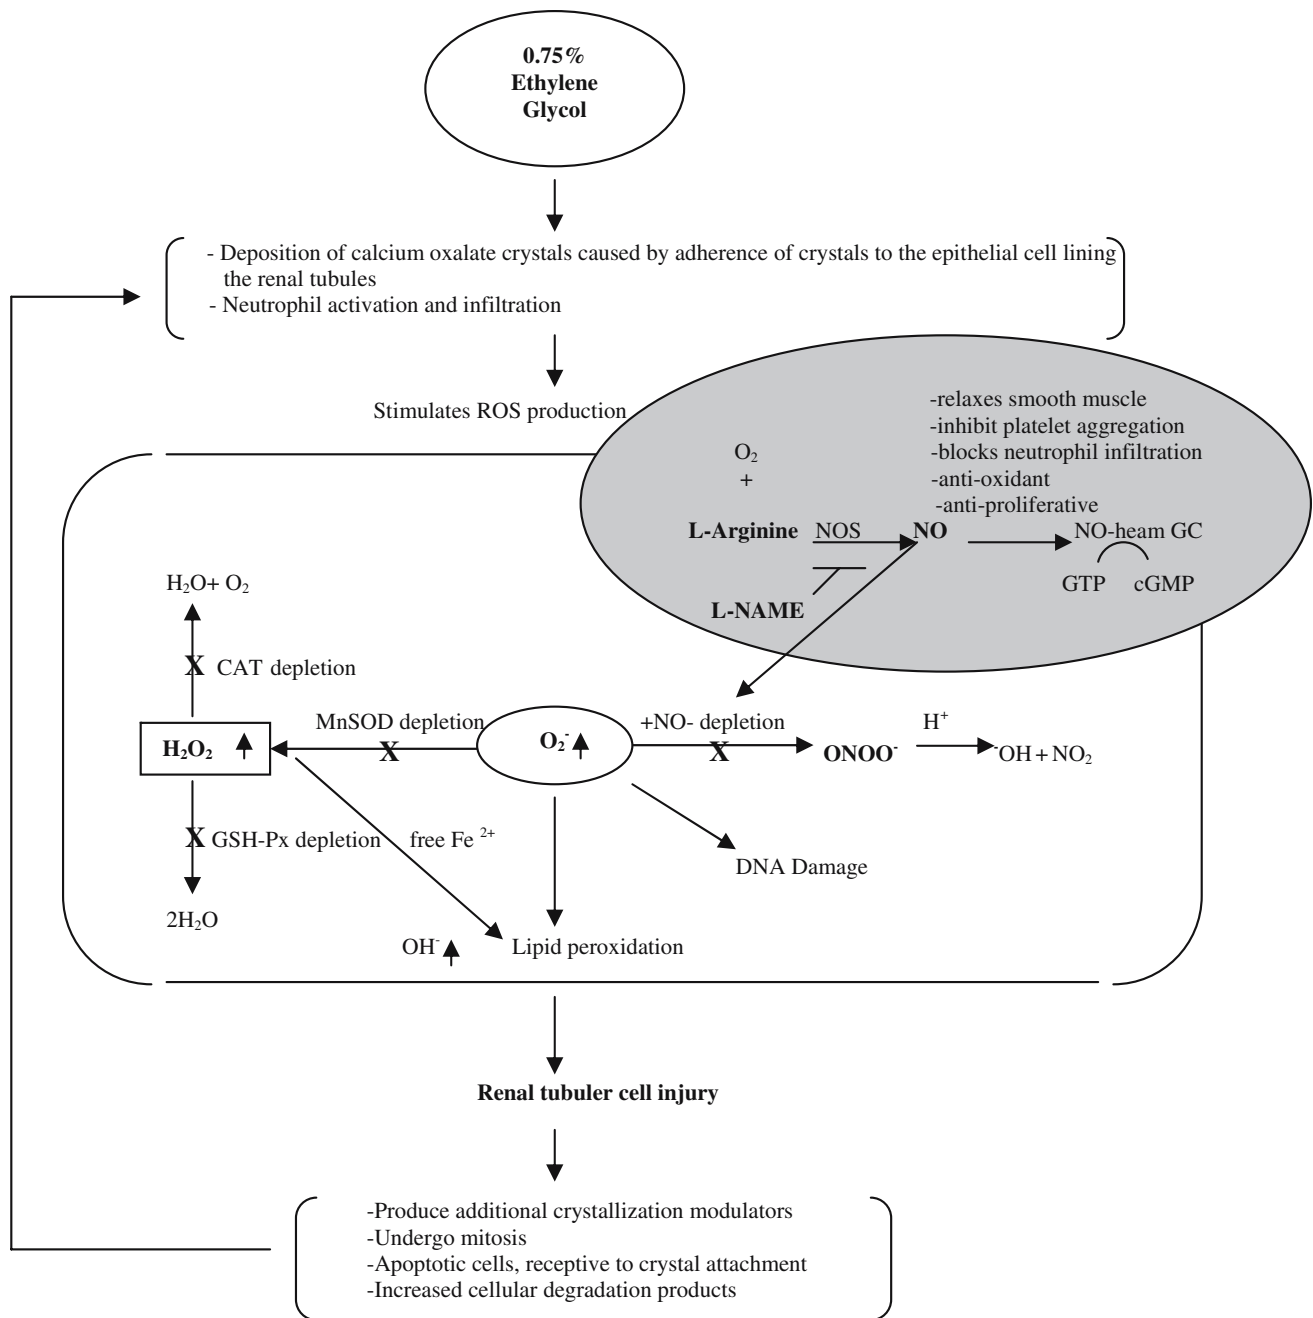 0.75%
Ethylene
Glycol
- Deposition of calcium oxalate crystals caused by adherence of crystals to the epithelial cell lining
the renal tubules
- Neutrophil activation and infiltration
Stimulates ROS production
-relaxes smooth muscle
-inhibit platelet aggregation
-blocks neutrophil infiltration
-anti-oxidant
-anti-proliferative
O₂
+
L-Arginine NOS NO NO-heam GC
GTP cGMP
L-NAME
H₂O+ O₂
X CAT depletion
MnSOD depletion
X
H₂O₂
O₂⁻
+NO- depletion
X
ONOO⁻
H⁺
⁻OH + NO₂
X GSH-Px depletion
free Fe ²⁺
DNA Damage
2H₂O
OH⁻
Lipid peroxidation
Renal tubuler cell injury
-Produce additional crystallization modulators
-Undergo mitosis
-Apoptotic cells, receptive to crystal attachment
-Increased cellular degradation products